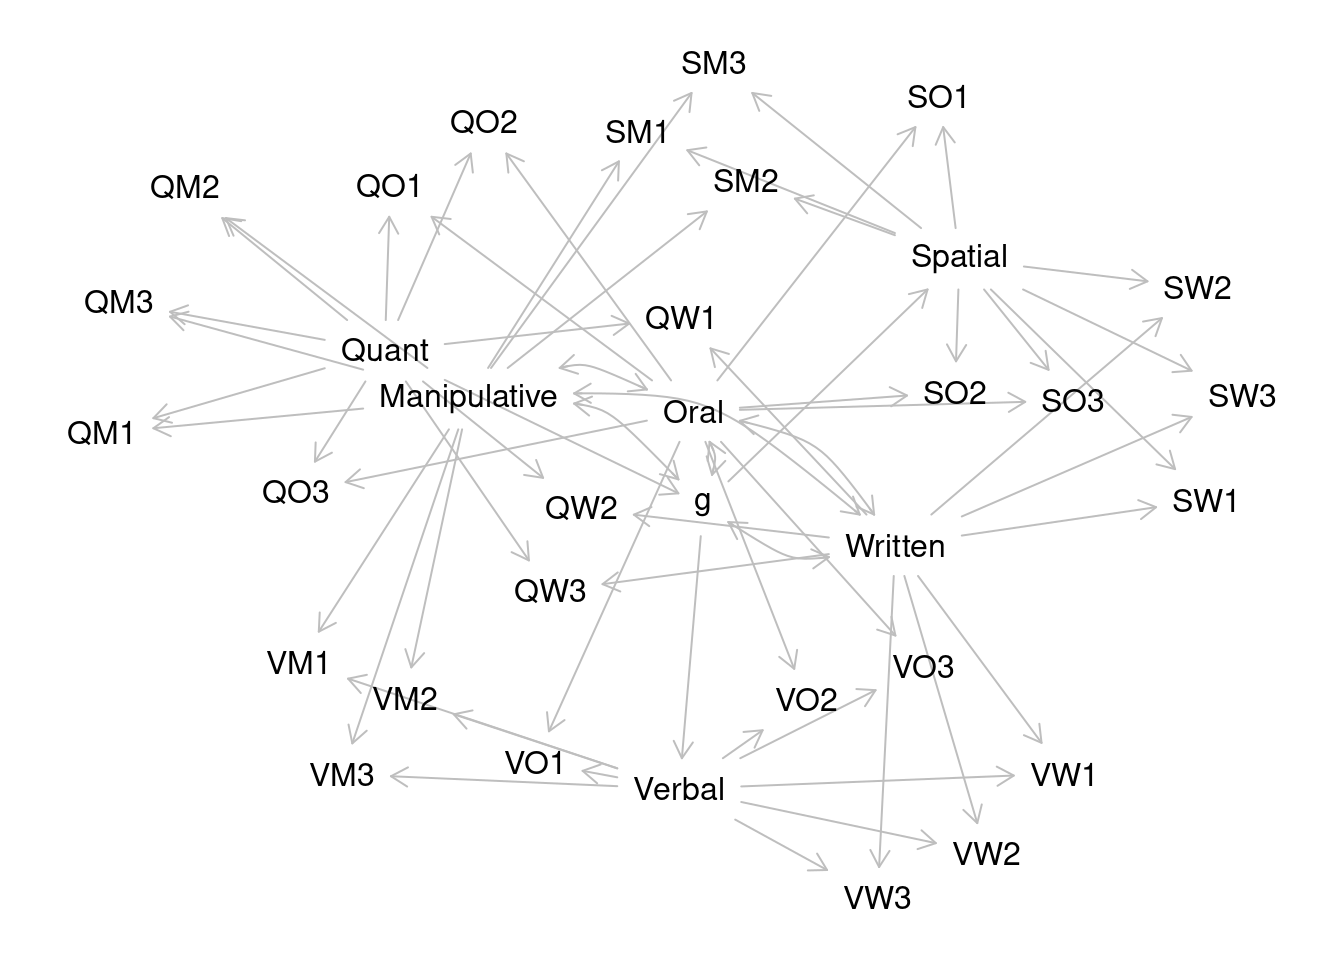 SM3
SO1
QO2
SM1
SM2
QM2
QO1
Spatial
SW2
QM3
QW1
Quant
Manipulative
Oral
SO2
SO3
SW3
QM1
QO3
QW2
g
SW1
Written
QW3
VM1
VM2
VO2
VO3
VM3
VO1
Verbal
VW1
VW2
VW3